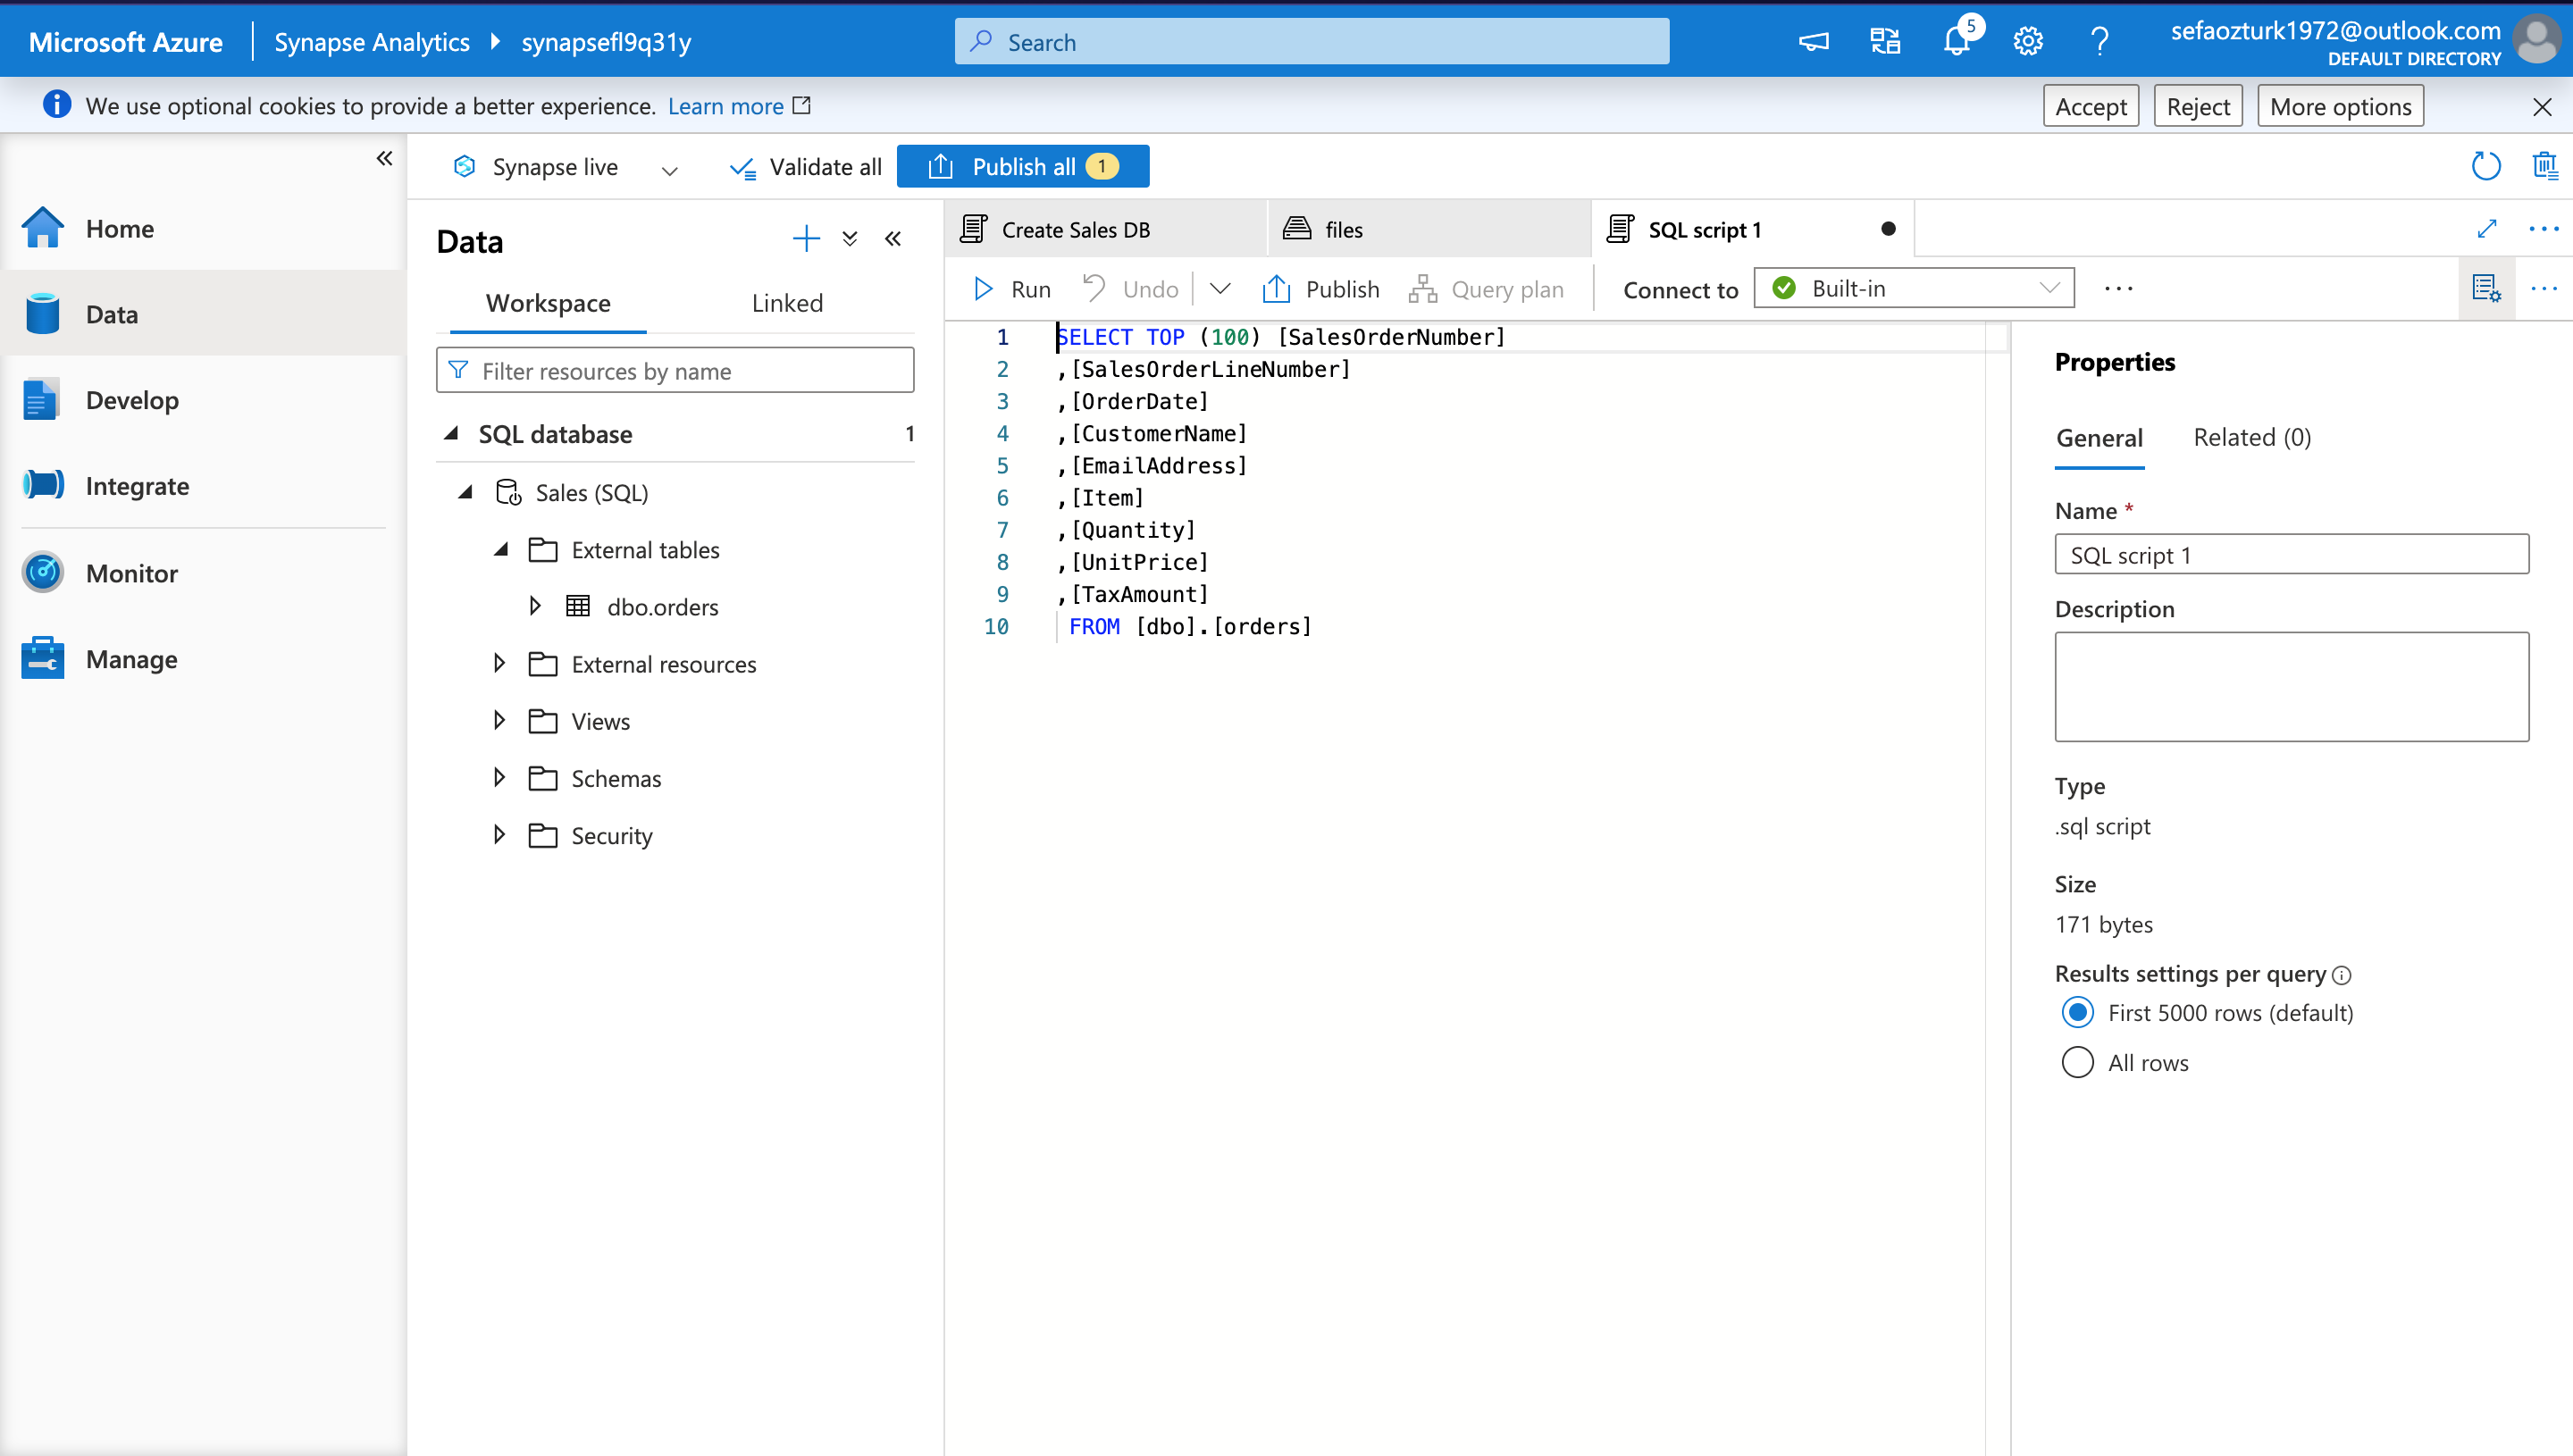 Microsoft Azure
Synapse Analytics
synapsefl9q31y
Search
5
sefaozturk1972@outlook.com
DEFAULT DIRECTORY
We use optional cookies to provide a better experience. Learn more
Accept
Reject
More options
Synapse live
Validate all
Publish all 1
Home
Data
Develop
Integrate
Monitor
Manage
Data
Workspace
Linked
Filter resources by name
SQL database 1
Sales (SQL)
External tables
dbo.orders
External resources
Views
Schemas
Security
Create Sales DB
files
SQL script 1
Run
Undo
Publish
Query plan
Connect to
Built-in
1 SELECT TOP (100) [SalesOrderNumber]
2 ,[SalesOrderLineNumber]
3 ,[OrderDate]
4 ,[CustomerName]
5 ,[EmailAddress]
6 ,[Item]
7 ,[Quantity]
8 ,[UnitPrice]
9 ,[TaxAmount]
10 FROM [dbo].[orders]
Properties
General
Related (0)
Name *
SQL script 1
Description
Type
.sql script
Size
171 bytes
Results settings per query
First 5000 rows (default)
All rows